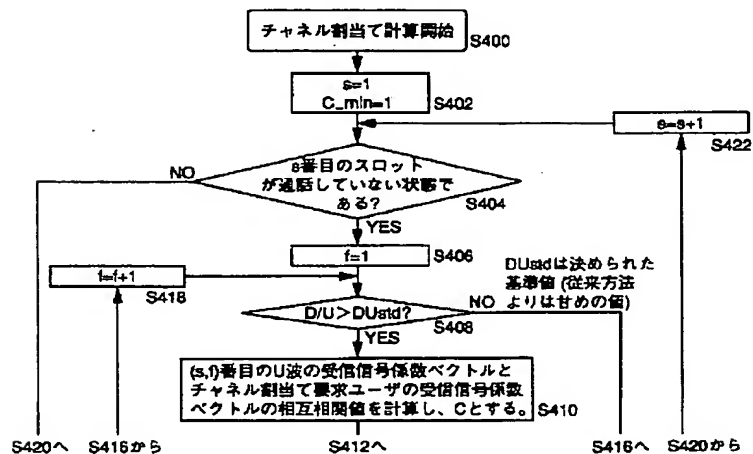 チャネル割当て計算開始
S400
s=1
C_min=1
S402
s=s+1
S422
s番目のスロット
が通話していない状態で
ある?
NO
S404
YES
f=1
S406
f=f+1
S418
DUstdは決められた
基準値 (従来方法
よりは甘めの値)
D/U>DUstd?
NO
S408
YES
(s,f)番目のU波の受信信号係数ベクトルと
チャネル割当て要求ユーザの受信信号係数
ベクトルの相互相関値を計算し、Cとする。
S410
S420へ
S416から
S412へ
S416へ
S420から